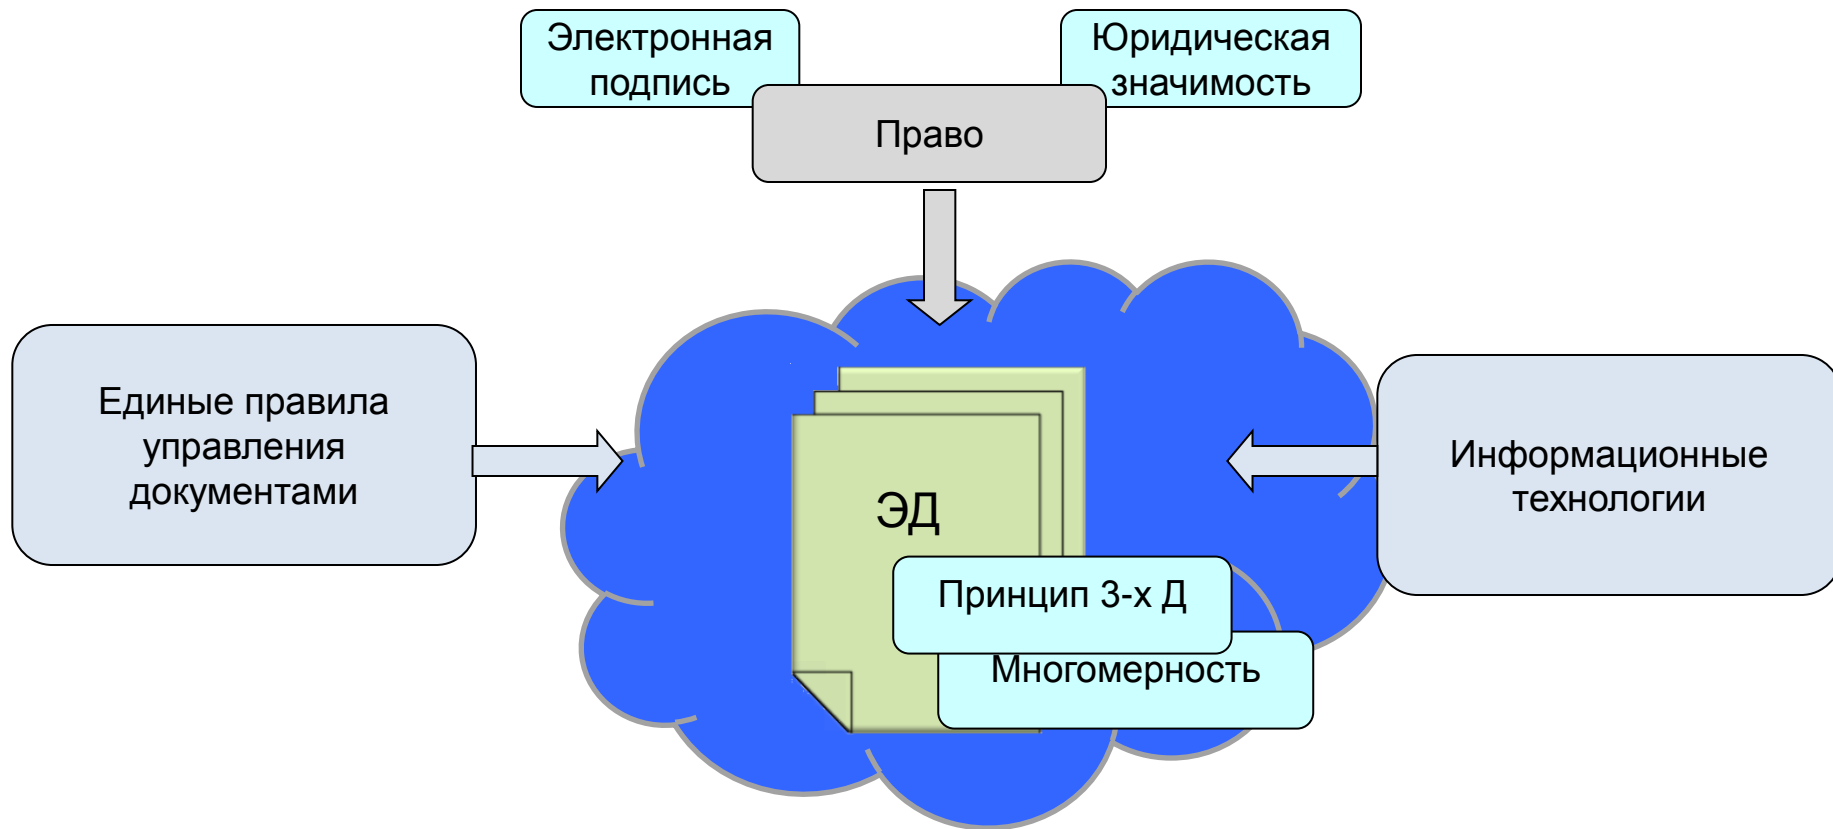 Электронная
подпись
Юридическая
значимость
Право
Единые правила
управления
документами
Информационные
технологии
ЭД
Принцип 3-х Д
Многомерность